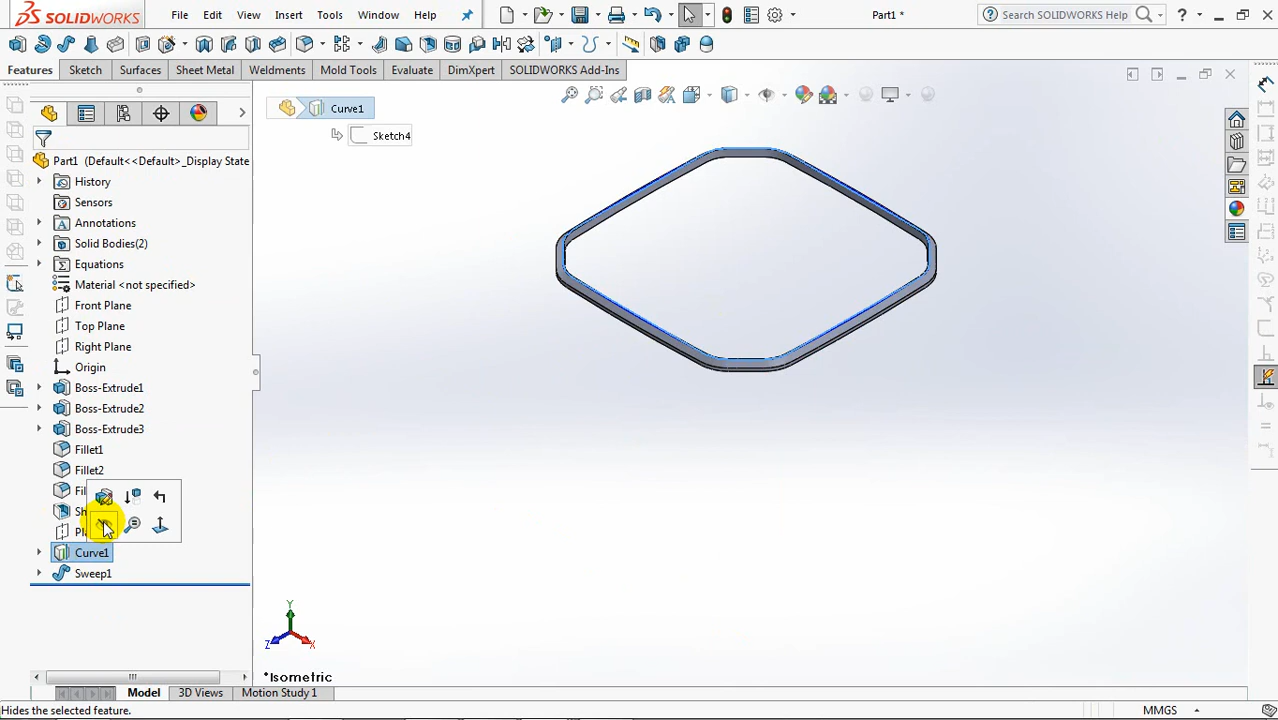 SOLIDWORKS
File Edit View Insert Tools Window Help
Part1 *
Search SOLIDWORKS Help
Features Sketch Surfaces Sheet Metal Weldments Mold Tools Evaluate DimXpert SOLIDWORKS Add-Ins
Curve1
Sketch4
Part1 (Default<<Default>_Display State
History
Sensors
Annotations
Solid Bodies(2)
Equations
Material <not specified>
Front Plane
Top Plane
Right Plane
Origin
Boss-Extrude1
Boss-Extrude2
Boss-Extrude3
Fillet1
Fillet2
Fil
Sh
Pl
Curve1
Sweep1
Y
Z
X
*Isometric
Model 3D Views Motion Study 1
Hides the selected feature.
MMGS